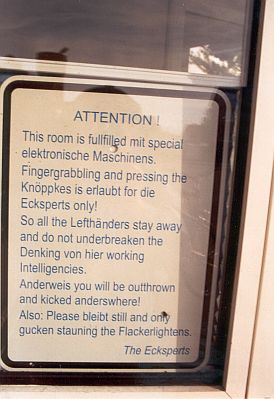 ATTENTION !
This room is fullfilled mit special
elektronische Maschinens.
Fingergrabbling and pressing the
Knöppkes is erlaubt for die
Ecksperts only!
So all the Lefthänders stay away
and do not underbreaken the
Denking von hier working
Intelligencies.
Anderweis you will be outthrown
and kicked anderswhere!
Also: Please bleibt still and only
gucken stauning the Flackerlightens.
The Ecksperts